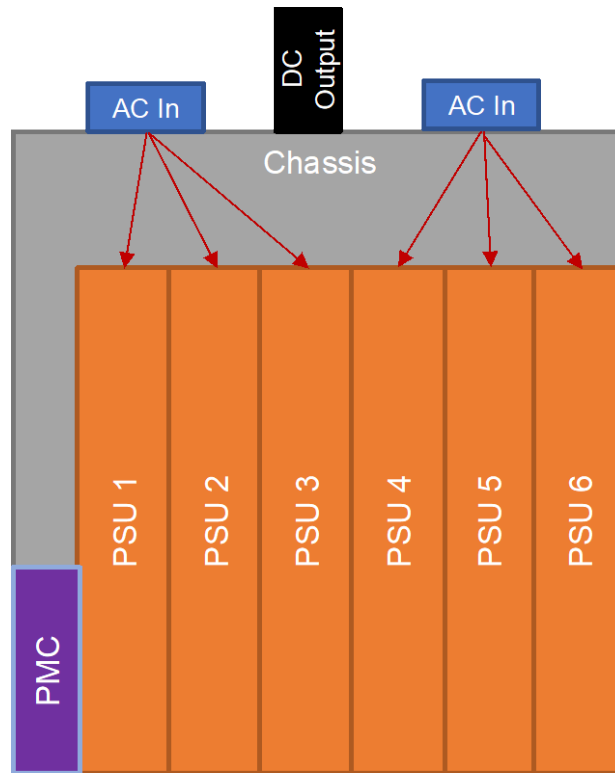 DC
Output
AC In
AC In
Chassis
PSU 1
PSU 2
PSU 3
PSU 4
PSU 5
PSU 6
PMC